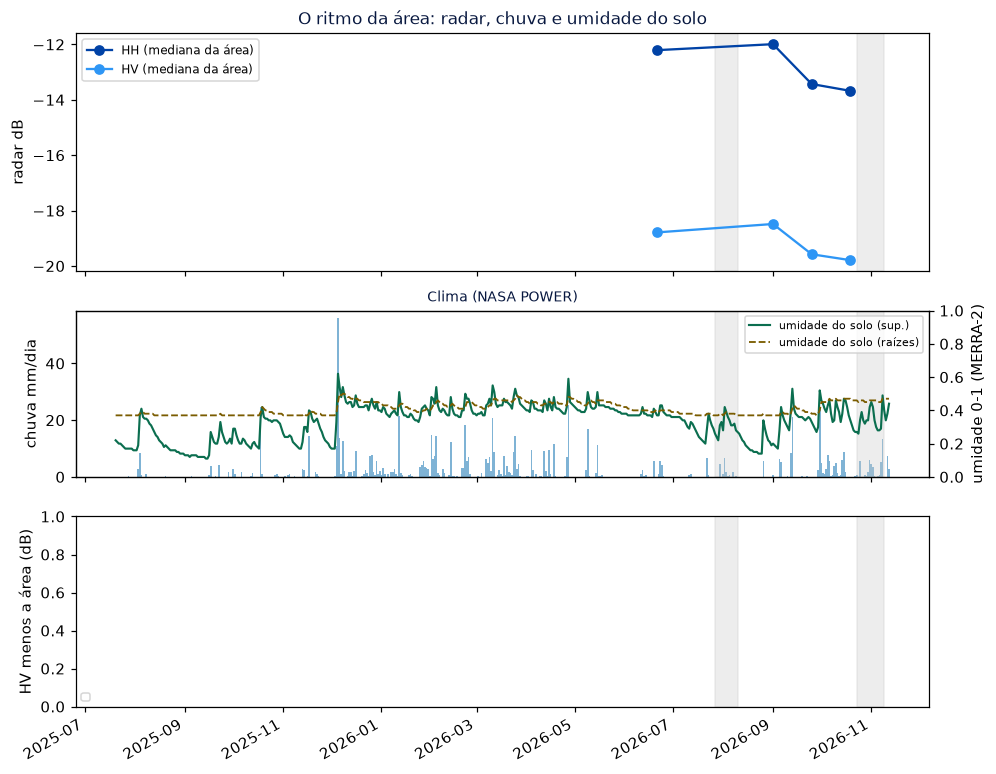 O ritmo da área: radar, chuva e umidade do solo
radar dB
−12
−14
−16
−18
−20
HH (mediana da área)
HV (mediana da área)
Clima (NASA POWER)
chuva mm/dia
40
20
0
umidade do solo (sup.)
umidade do solo (raízes)
1.0
0.8
0.6
0.4
0.2
0.0
umidade 0-1 (MERRA-2)
HV menos a área (dB)
1.0
0.8
0.6
0.4
0.2
0.0
2025-07
2025-09
2025-11
2026-01
2026-03
2026-05
2026-07
2026-09
2026-11